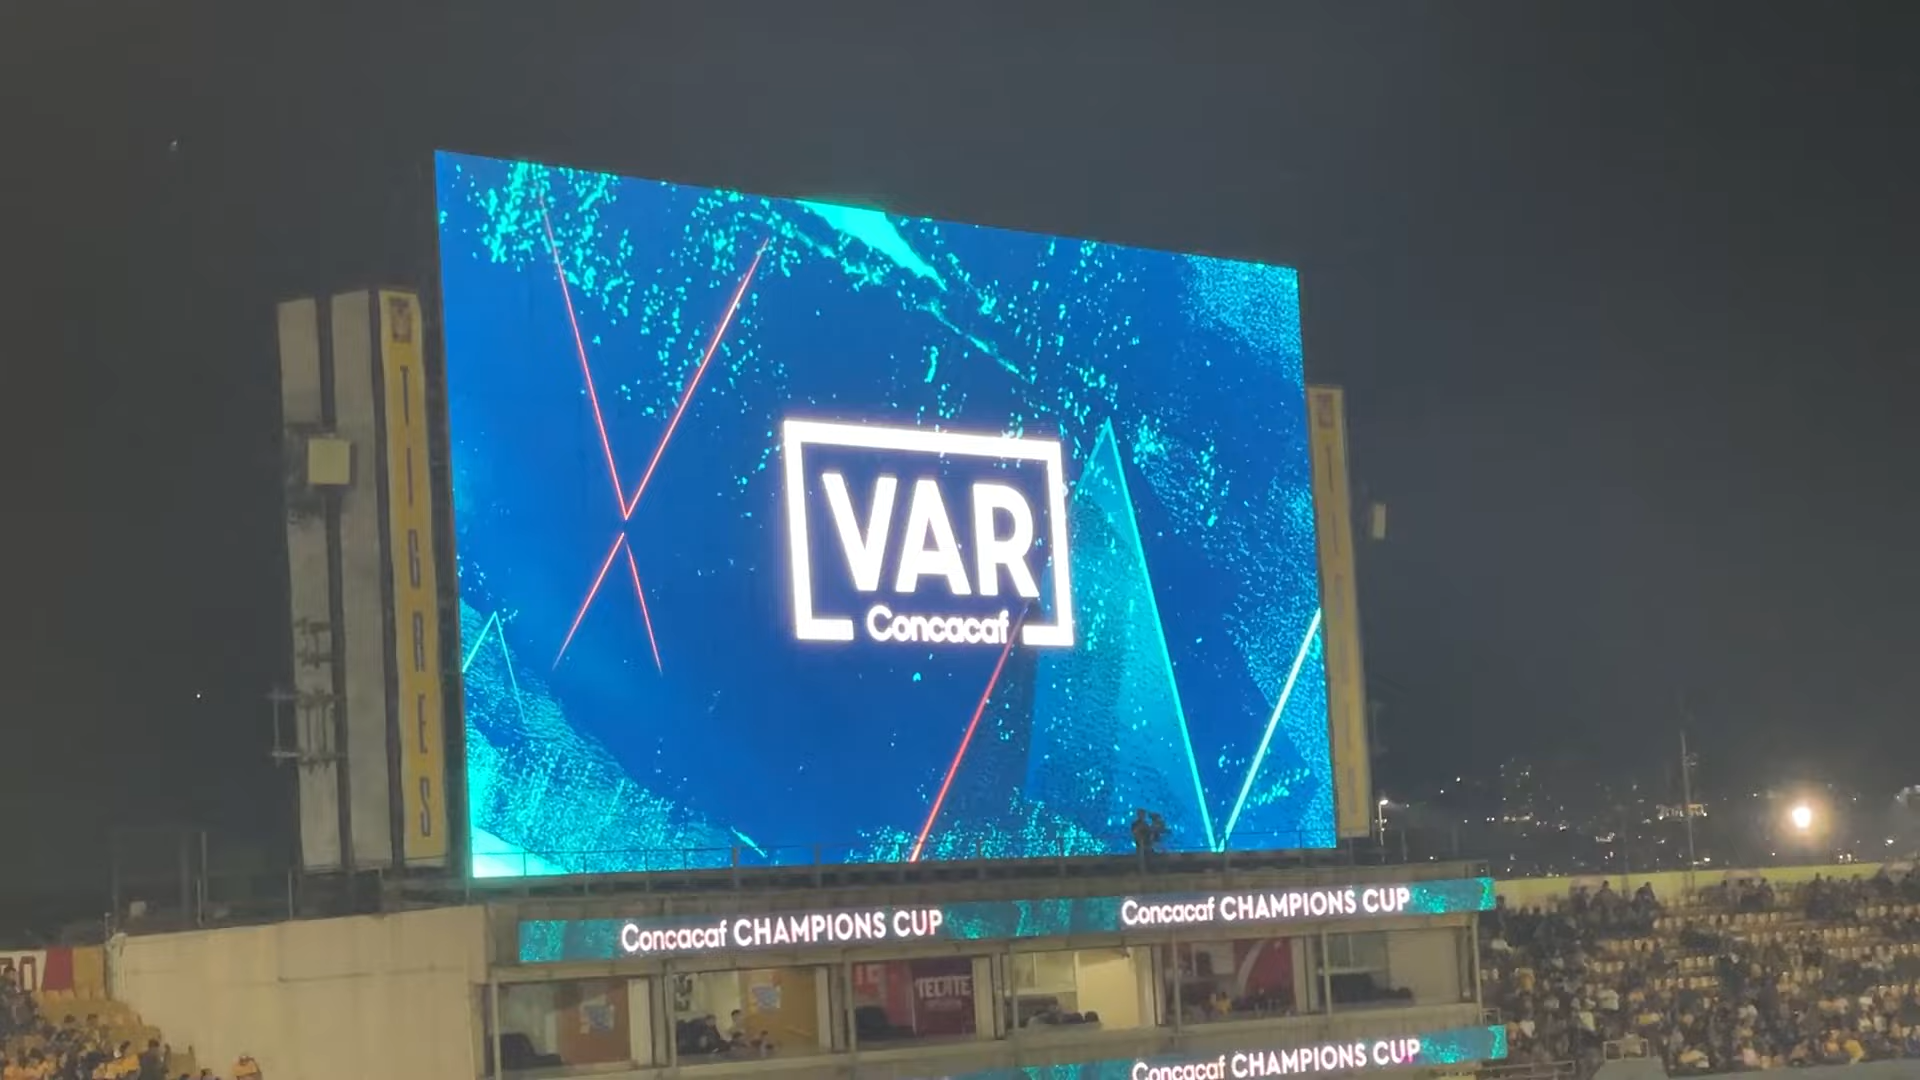 TIGRES
VAR
Concacaf
Concacaf CHAMPIONS CUP
Concacaf CHAMPIONS CUP
TECATE
Concacaf CHAMPIONS CUP